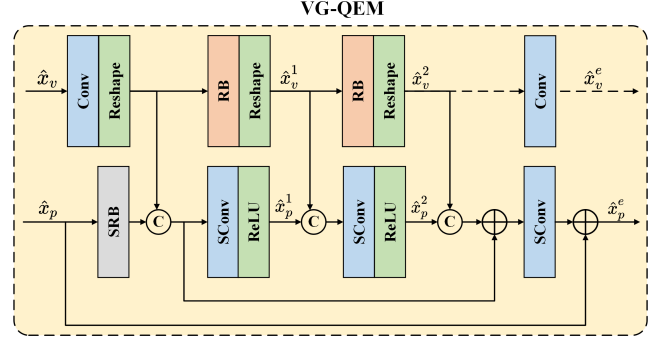 VG-QEM
x̂_v Conv Reshape RB Reshape x̂_v^1 RB Reshape x̂_v^2 Conv x̂_v^e
x̂_p SRB C SConv ReLU x̂_p^1 C SConv ReLU x̂_p^2 C SConv x̂_p^e